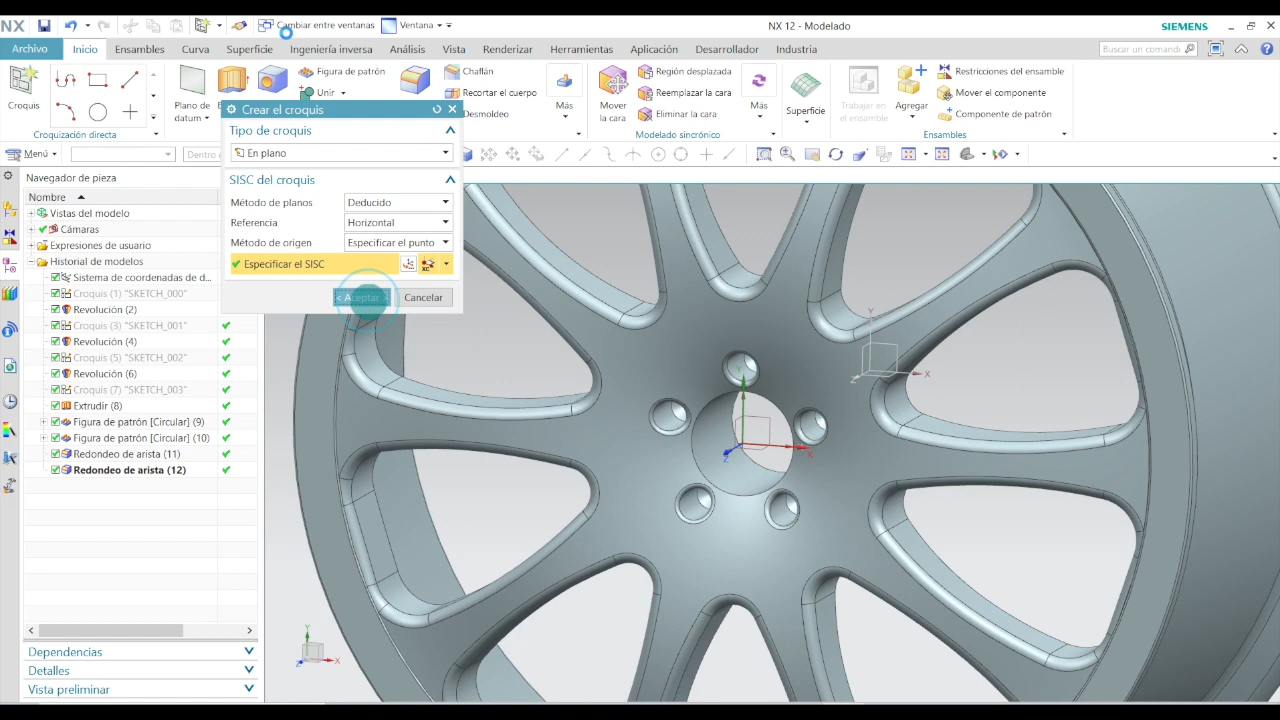 NX
Cambiar entre ventanas
Ventana
NX 12 - Modelado
SIEMENS
Archivo
Inicio
Ensambles
Curva
Superficie
Ingeniería inversa
Análisis
Vista
Renderizar
Herramientas
Aplicación
Desarrollador
Industria
Buscar un comando
Croquis
Croquización directa
Plano de
datum
Figura de patrón
Unir
Chaflán
Recortar el cuerpo
Desmoldeo
Más
Mover
la cara
Región desplazada
Reemplazar la cara
Eliminar la cara
Más
Modelado sincrónico
Superficie
Trabajar en
el ensamble
Agregar
Restricciones del ensamble
Mover el componente
Componente de patrón
Ensambles
Menú
Dentro
Crear el croquis
Tipo de croquis
En plano
SISC del croquis
Método de planos
Deducido
Referencia
Horizontal
Método de origen
Especificar el punto
Especificar el SISC
< Aceptar >
Cancelar
Navegador de pieza
Nombre
Vistas del modelo
Cámaras
Expresiones de usuario
Historial de modelos
Sistema de coordenadas de d...
Croquis (1) "SKETCH_000"
Revolución (2)
Croquis (3) "SKETCH_001"
Revolución (4)
Croquis (5) "SKETCH_002"
Revolución (6)
Croquis (7) "SKETCH_003"
Extrudir (8)
Figura de patrón [Circular] (9)
Figura de patrón [Circular] (10)
Redondeo de arista (11)
Redondeo de arista (12)
Dependencias
Detalles
Vista preliminar
Y
X
Z
Y
X
Z
Y
X
Z